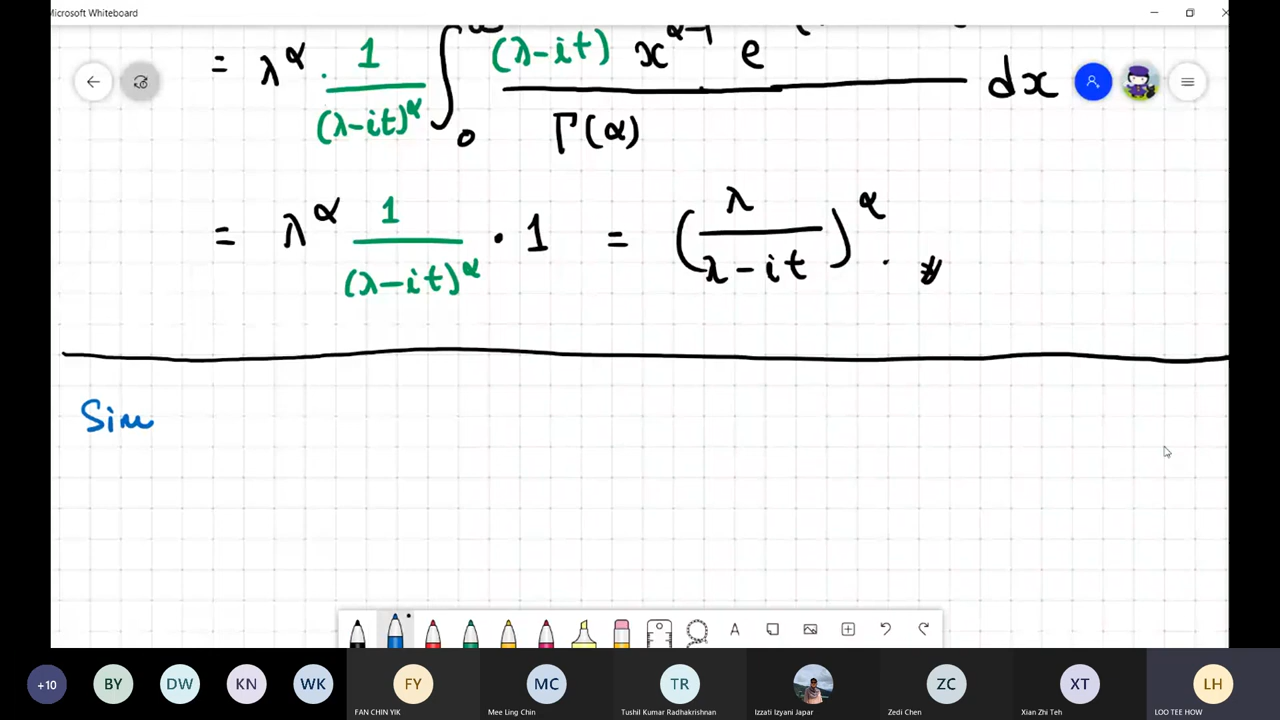 Microsoft Whiteboard
= λ^α · 1/(λ-it)^α ∫_0 (λ-it) x^{α-1} e / Γ(α) dx
= λ^α 1/(λ-it)^α · 1 = (λ/(λ-it))^α .
Sim
A
+10 BY DW KN WK FY MC TR ZC XT LH
FAN CHIN YIK Mee Ling Chin Tushil Kumar Radhakrishnan Izzati Izyani Japar Zedi Chen Xian Zhi Teh LOO TEE HOW